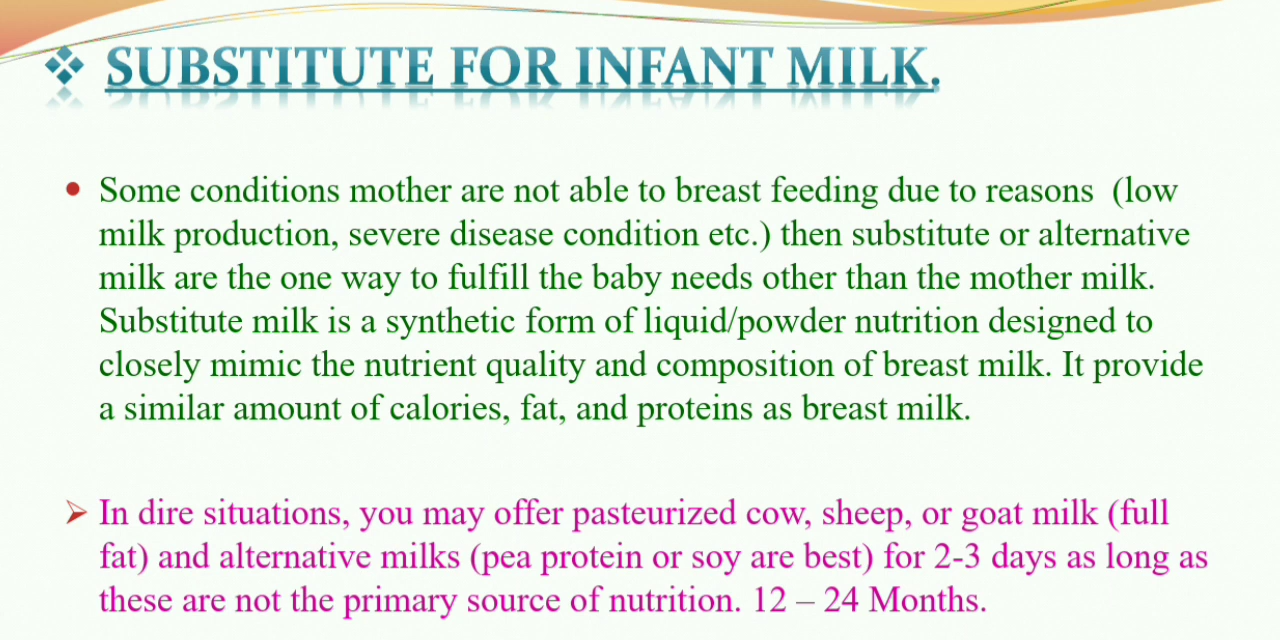 ❖ SUBSTITUTE FOR INFANT MILK.
• Some conditions mother are not able to breast feeding due to reasons (low
milk production, severe disease condition etc.) then substitute or alternative
milk are the one way to fulfill the baby needs other than the mother milk.
Substitute milk is a synthetic form of liquid/powder nutrition designed to
closely mimic the nutrient quality and composition of breast milk. It provide
a similar amount of calories, fat, and proteins as breast milk.
➢ In dire situations, you may offer pasteurized cow, sheep, or goat milk (full
fat) and alternative milks (pea protein or soy are best) for 2-3 days as long as
these are not the primary source of nutrition. 12 – 24 Months.